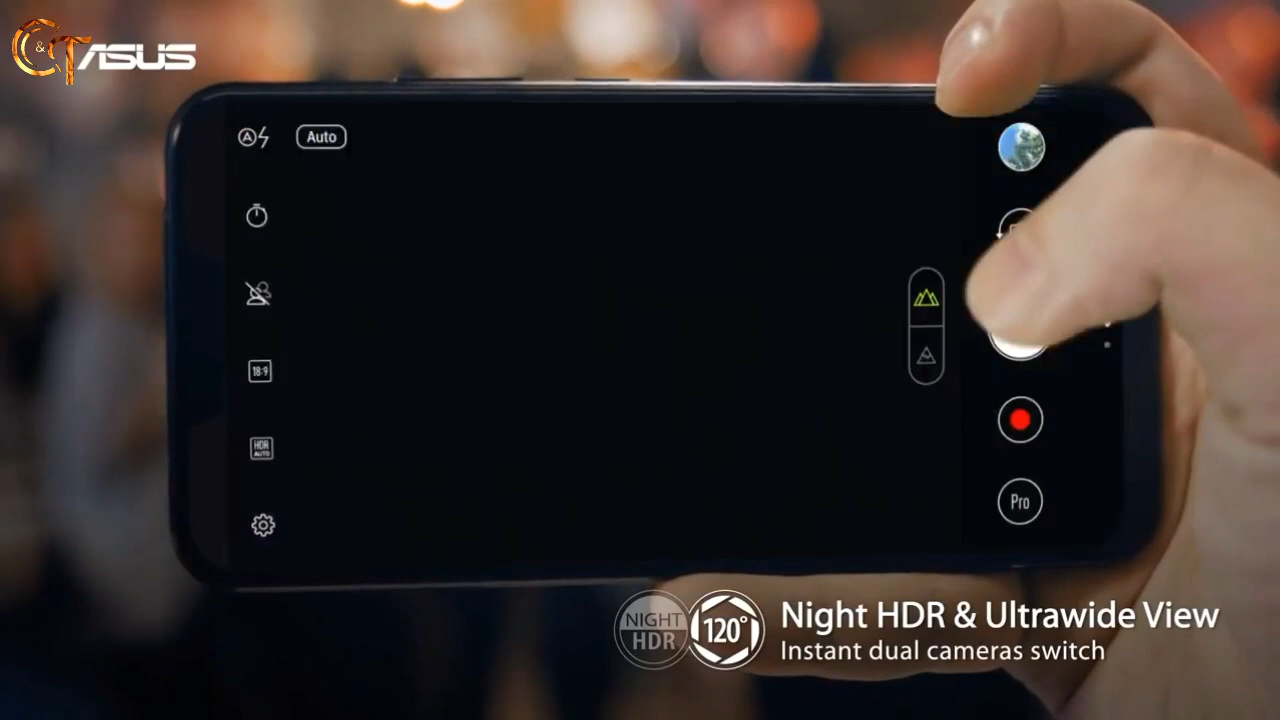 C&T ASUS
A Auto
18:9
HDR
AUTO
Pro
NIGHT
HDR
120°
Night HDR & Ultrawide View
Instant dual cameras switch